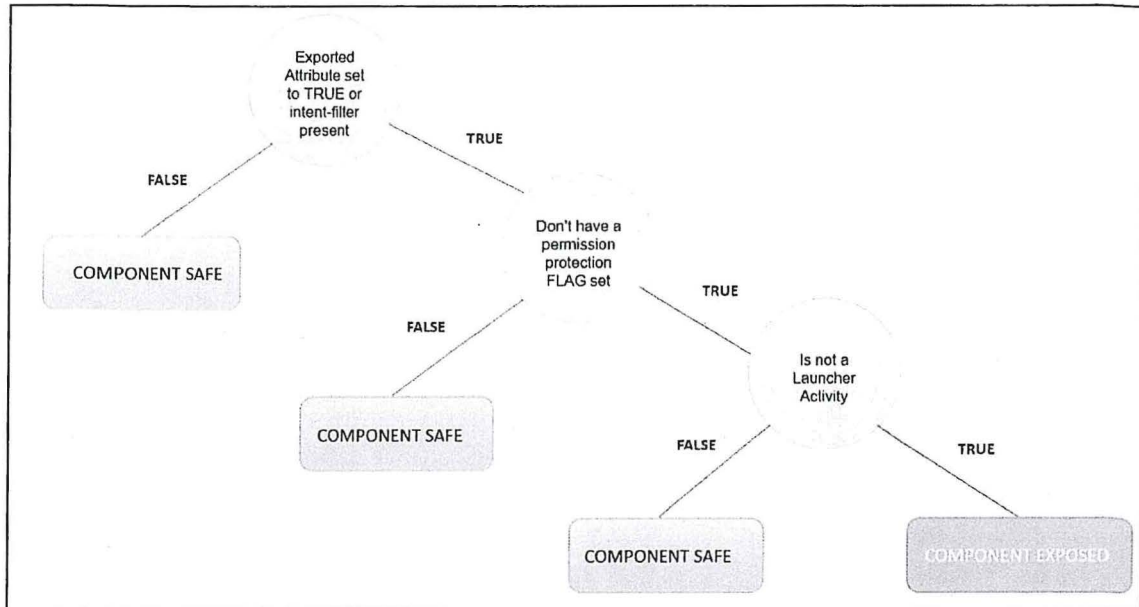 Exported
Attribute set
to TRUE or
intent-filter
present
TRUE
FALSE
COMPONENT SAFE
Don't have a
permission
protection
FLAG set
TRUE
FALSE
COMPONENT SAFE
Is not a
Launcher
Activity
FALSE
TRUE
COMPONENT SAFE
COMPONENT EXPOSED